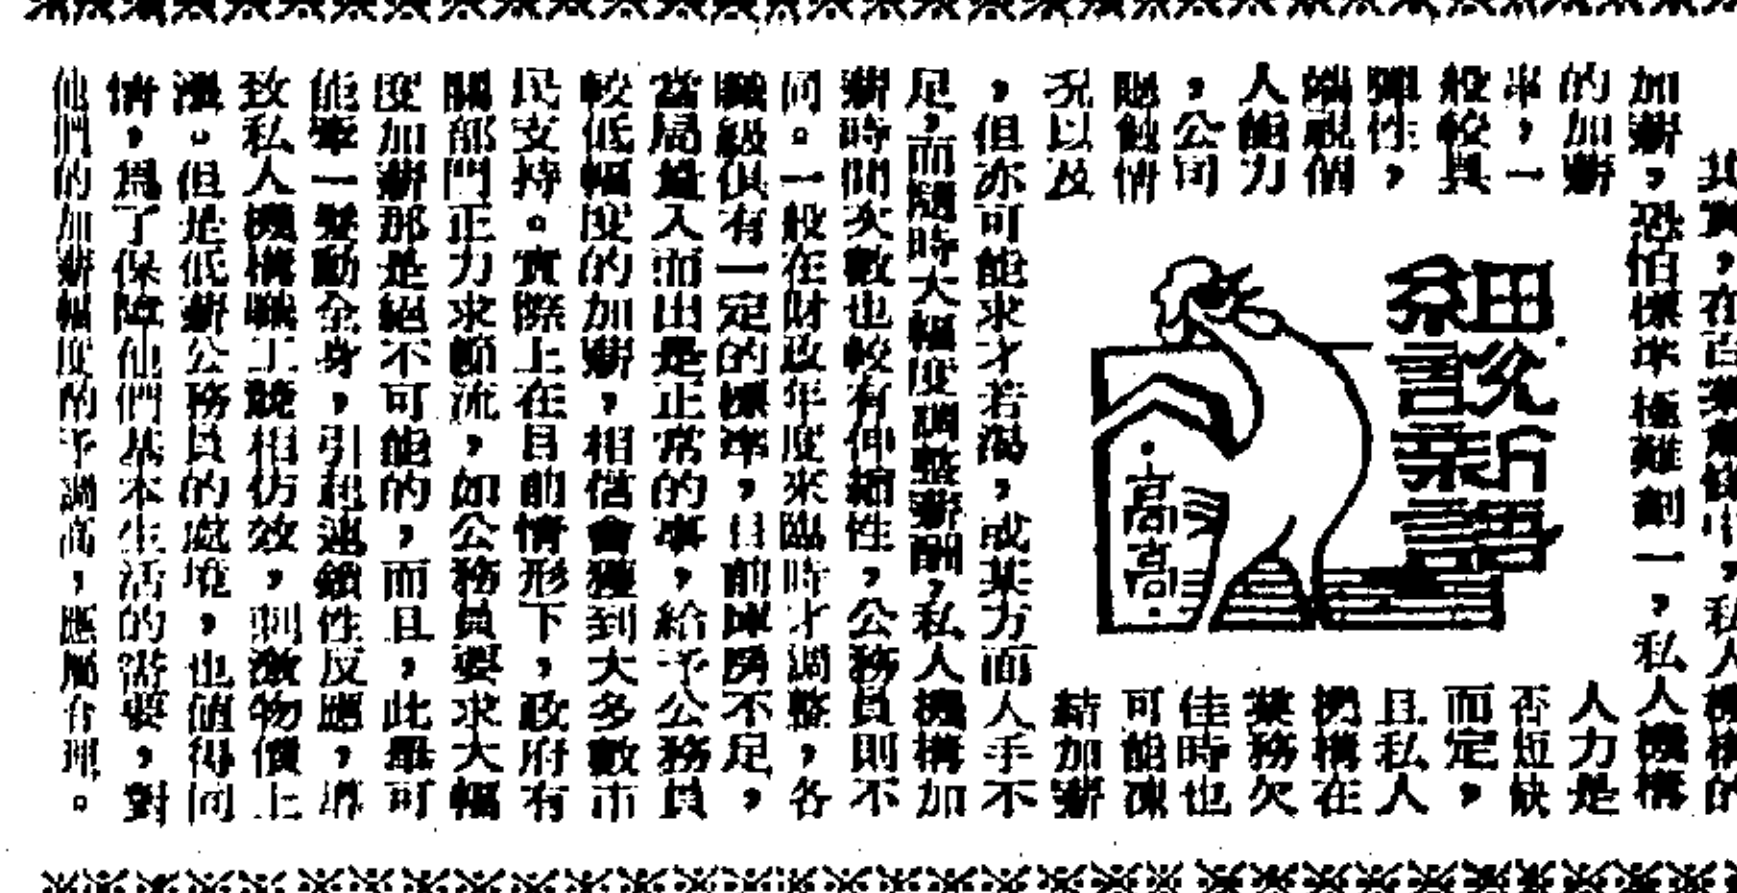 細說新語
·高高·
其實，在百業蕭條中，私人機構的
加薪，恐怕標準極難劃一，私人機構
的加薪
率，一
般較具
彈性，
端視個
人能力
，公司
蝕情
況以及
人力是
否短缺
而定，
且私人
機構在
業務欠
佳時也
可能凍
結加薪
，但亦可能求才若渴，或某方面人手不
足，而隨時大幅度調整薪酬，私人機構加
薪時間次數也較有伸縮性，公務員則不
同。一般在財政年度來臨時才調整，各
職級俱有一定的標準，目前庫房不足，
當局量入而出是正常的事，給予公務員
較低幅度的加薪，相信會獲到大多數市
民支持。實際上在目前情形下，政府有
關部門正力求流，如公務員要求大幅
度加薪那是絕不可能的，而且，此舉可
能牽一髮動全身，引起連鎖性反應，導
致私人機構職工競相仿效，刺激物價上
漲。但是低薪公務員的處境，也值得同
情，爲了保障他們基本生活的需要，對
他們的加薪幅度酌予調高，應屬合理。